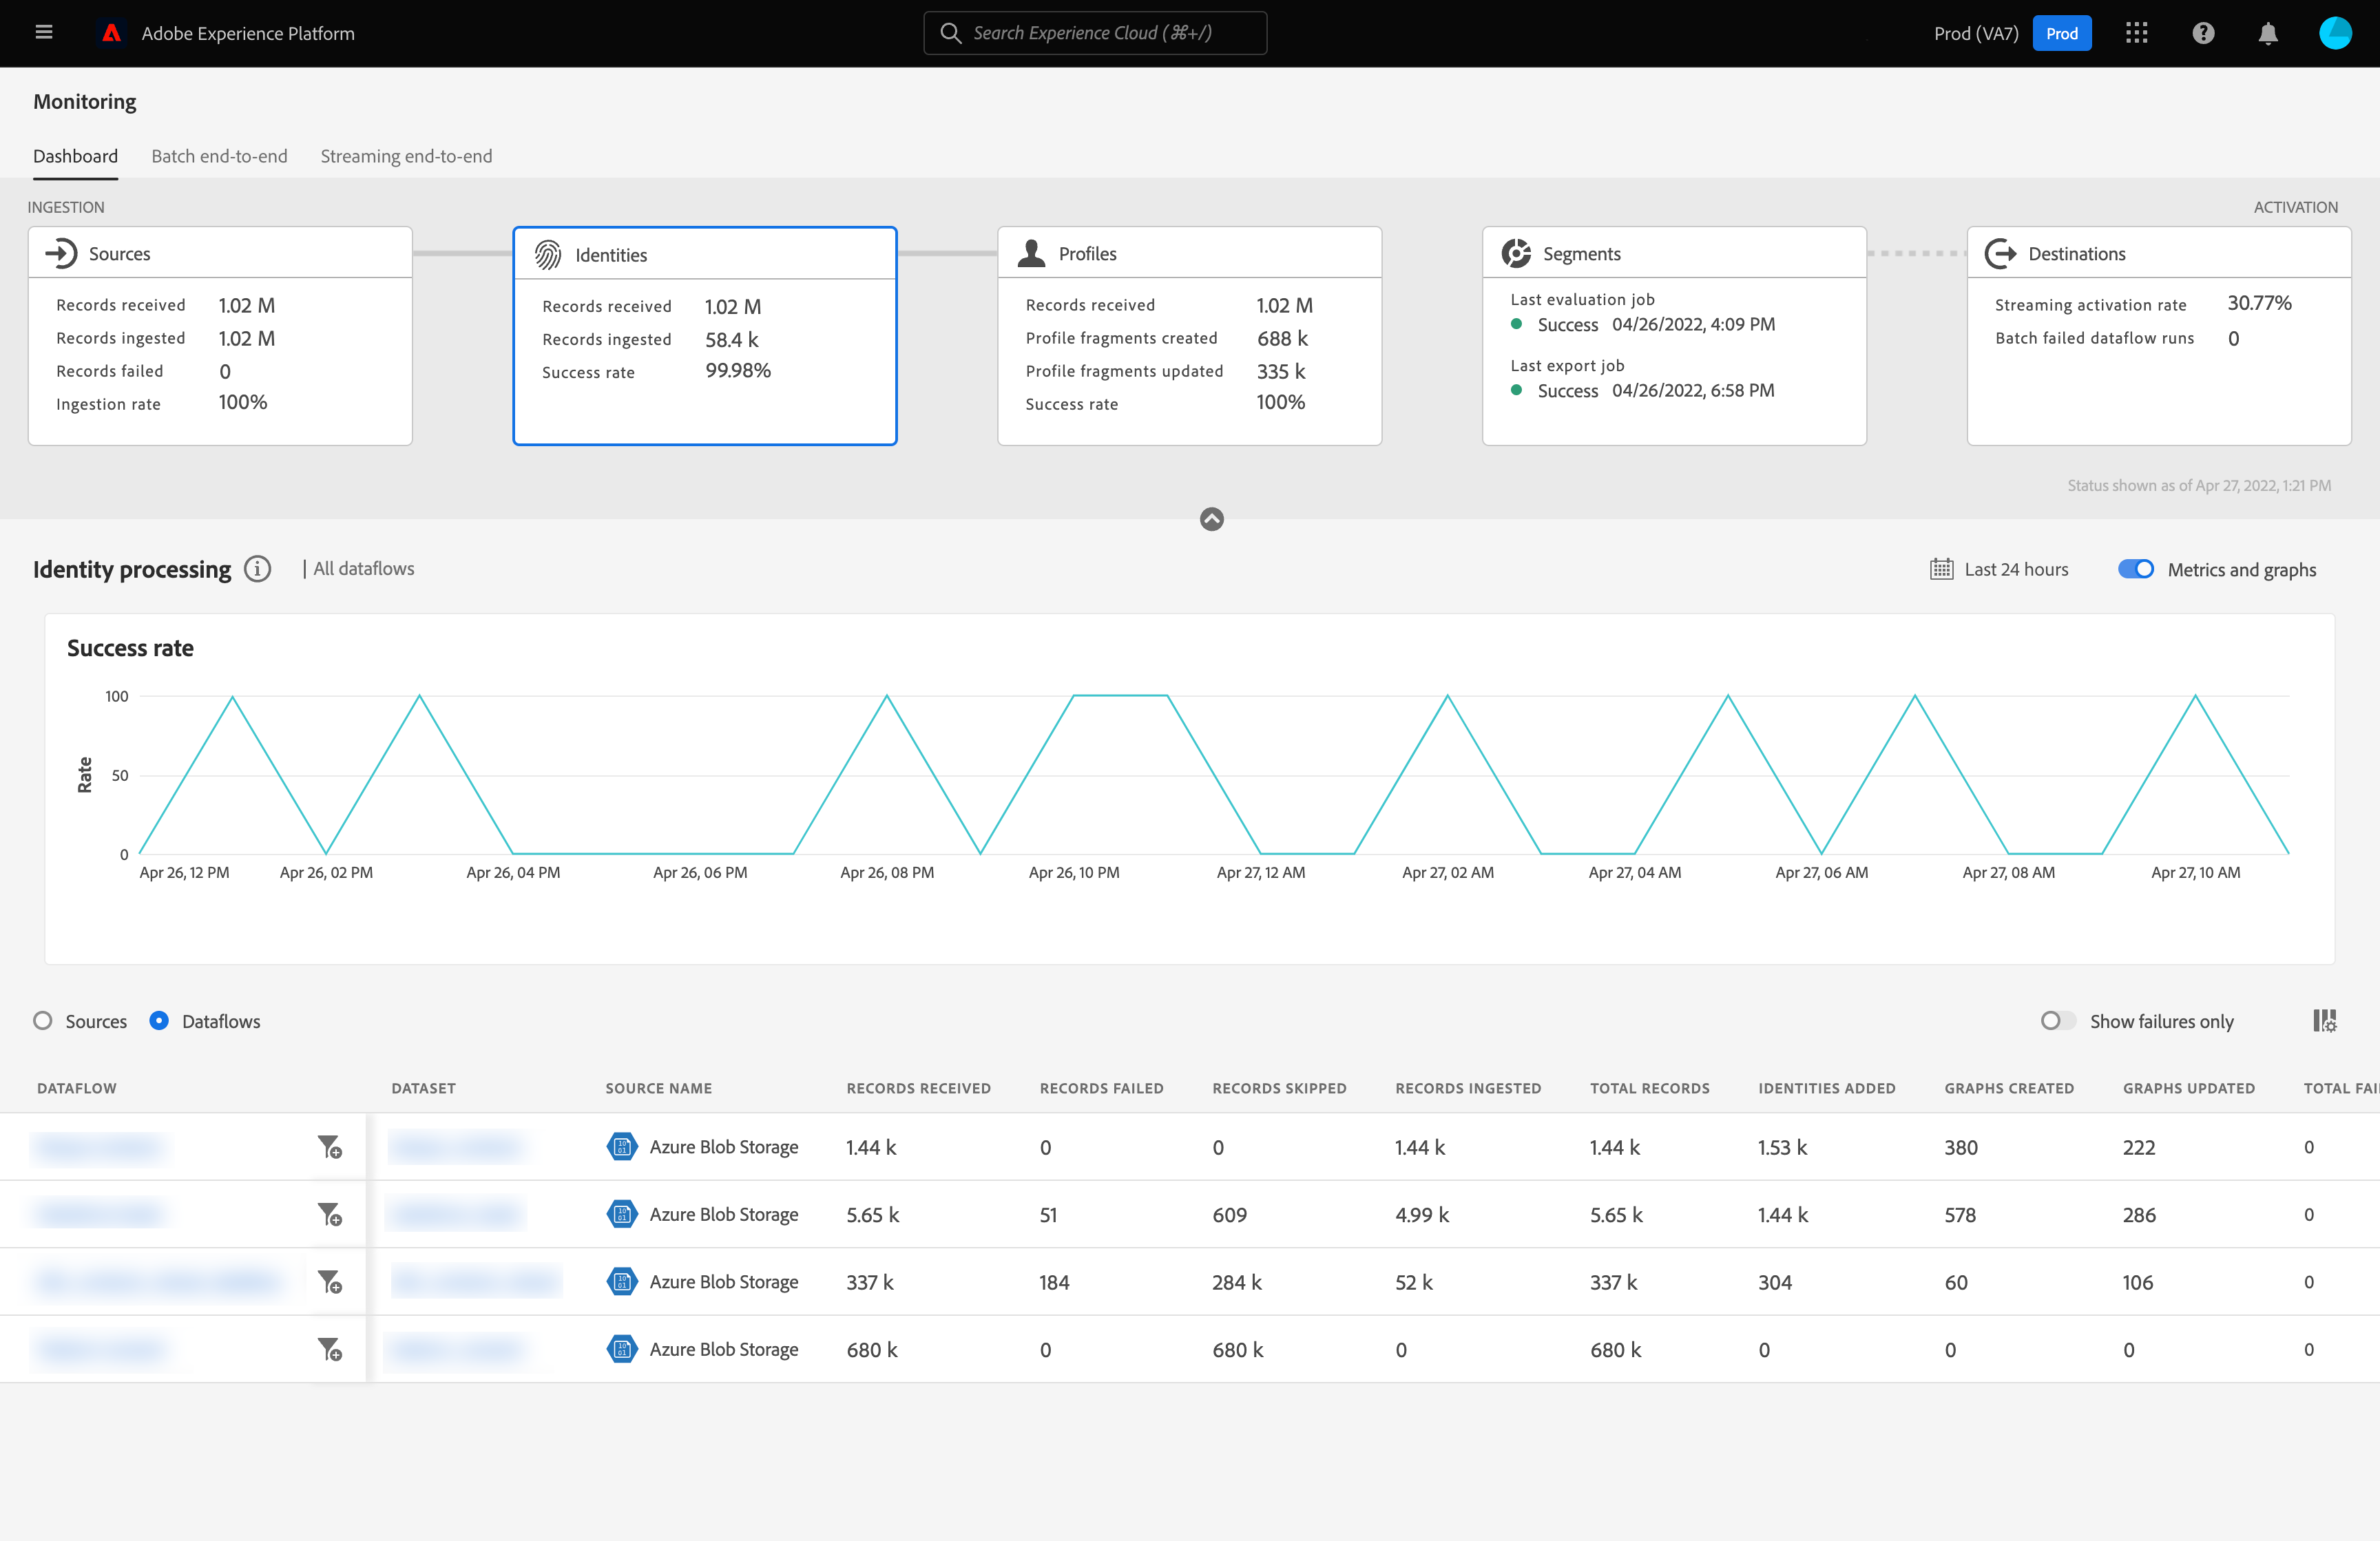 Adobe Experience Platform
Search Experience Cloud (⌘+/)
Prod (VA7)
Prod
Monitoring
Dashboard
Batch end-to-end
Streaming end-to-end
INGESTION
ACTIVATION
Sources
Records received 1.02 M
Records ingested 1.02 M
Records failed 0
Ingestion rate 100%
Identities
Records received 1.02 M
Records ingested 58.4 k
Success rate 99.98%
Profiles
Records received 1.02 M
Profile fragments created 688 k
Profile fragments updated 335 k
Success rate 100%
Segments
Last evaluation job
Success 04/26/2022, 4:09 PM
Last export job
Success 04/26/2022, 6:58 PM
Destinations
Streaming activation rate 30.77%
Batch failed dataflow runs 0
Status shown as of Apr 27, 2022, 1:21 PM
Identity processing | All dataflows
Last 24 hours
Metrics and graphs
Success rate
Rate
100
50
0
Apr 26, 12 PM Apr 26, 02 PM Apr 26, 04 PM Apr 26, 06 PM Apr 26, 08 PM Apr 26, 10 PM Apr 27, 12 AM Apr 27, 02 AM Apr 27, 04 AM Apr 27, 06 AM Apr 27, 08 AM Apr 27, 10 AM
Sources Dataflows
Show failures only
DATAFLOW DATASET SOURCE NAME RECORDS RECEIVED RECORDS FAILED RECORDS SKIPPED RECORDS INGESTED TOTAL RECORDS IDENTITIES ADDED GRAPHS CREATED GRAPHS UPDATED TOTAL FAI
Azure Blob Storage 1.44 k 0 0 1.44 k 1.44 k 1.53 k 380 222 0
Azure Blob Storage 5.65 k 51 609 4.99 k 5.65 k 1.44 k 578 286 0
Azure Blob Storage 337 k 184 284 k 52 k 337 k 304 60 106 0
Azure Blob Storage 680 k 0 680 k 0 680 k 0 0 0 0